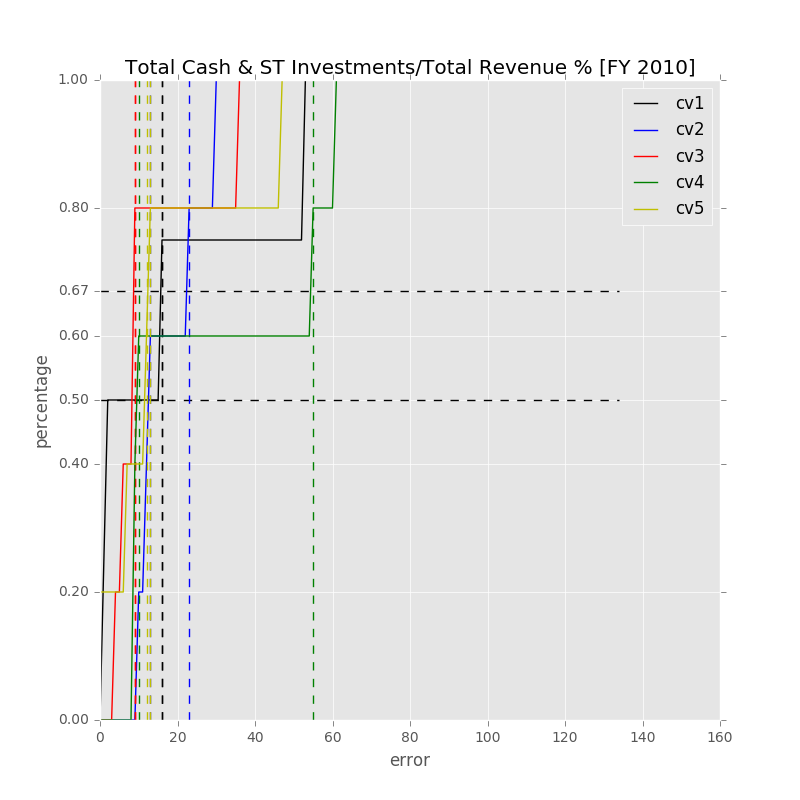 Total Cash & ST Investments/Total Revenue % [FY 2010]
1.00
0.80
0.67
0.60
0.50
0.40
0.20
0.00
percentage
cv1
cv2
cv3
cv4
cv5
0 20 40 60 80 100 120 140 160
error